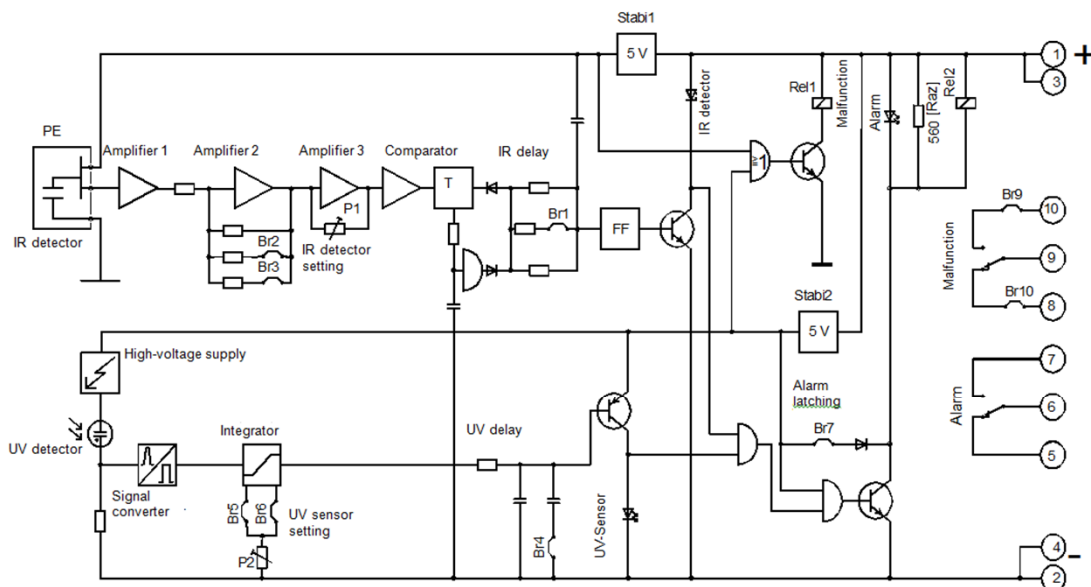 Stabi1
5 V
1
+
3
PE
Amplifier 1
Amplifier 2
Amplifier 3
Comparator
IR delay
IR detector
Rel1
Malfunction
Alarm
560 [Raz]
Rel2
T
P1
Br1
FF
1
IR detector
Br2
Br3
IR detector
setting
Br9
10
Malfunction
9
Br10
8
Stabi2
5 V
High-voltage supply
7
Alarm
6
5
Alarm
latching
Br7
UV detector
Integrator
UV delay
Signal
converter
Br5
Br6
UV sensor
setting
P2
Br4
UV-Sensor
4
-
2